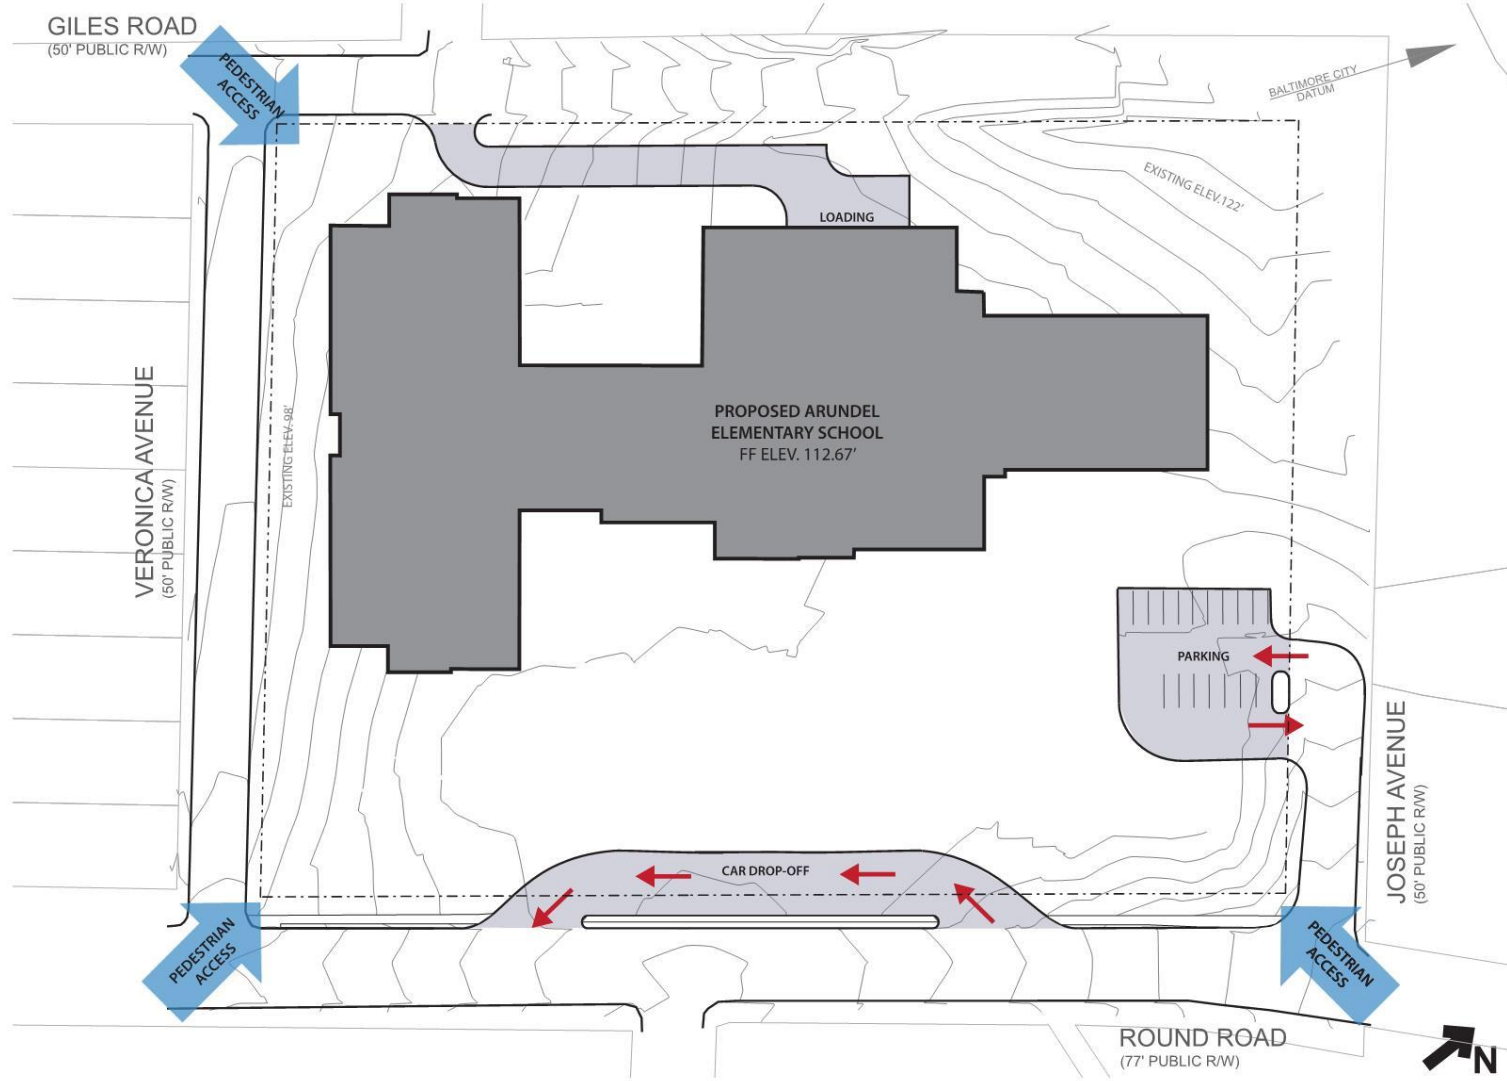 GILES ROAD
(50' PUBLIC R/W)
PEDESTRIAN
ACCESS
BALTIMORE CITY
DATUM
EXISTING ELEV.122'
LOADING
VERONICA AVENUE
(50' PUBLIC R/W)
EXISTING ELEV. 98'
PROPOSED ARUNDEL
ELEMENTARY SCHOOL
FF ELEV. 112.67'
PARKING
JOSEPH AVENUE
(50' PUBLIC R/W)
CAR DROP-OFF
PEDESTRIAN
ACCESS
PEDESTRIAN
ACCESS
ROUND ROAD
(77' PUBLIC R/W)
N